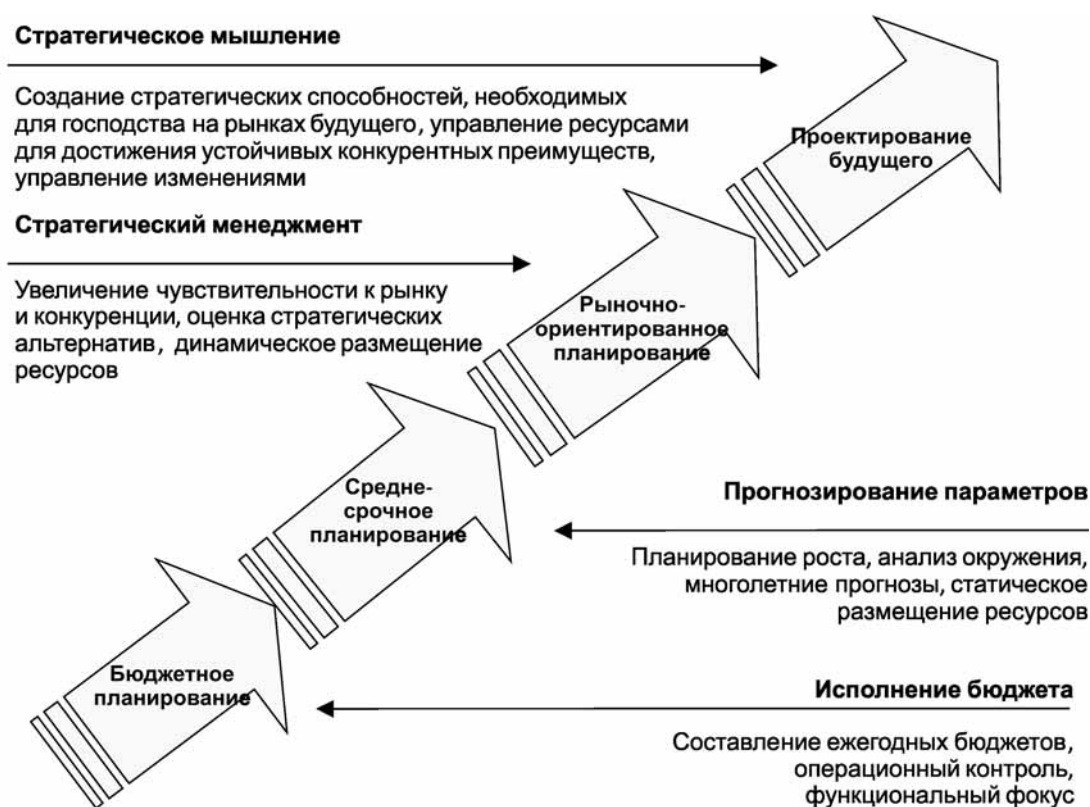 Стратегическое мышление
Создание стратегических способностей, необходимых
для господства на рынках будущего, управление ресурсами
для достижения устойчивых конкурентных преимуществ,
управление изменениями
Проектирование
будущего
Стратегический менеджмент
Увеличение чувствительности к рынку
и конкуренции, оценка стратегических
альтернатив, динамическое размещение
ресурсов
Рыночно-
ориентированное
планирование
Средне-
срочное
планирование
Прогнозирование параметров
Планирование роста, анализ окружения,
многолетние прогнозы, статическое
размещение ресурсов
Бюджетное
планирование
Исполнение бюджета
Составление ежегодных бюджетов,
операционный контроль,
функциональный фокус